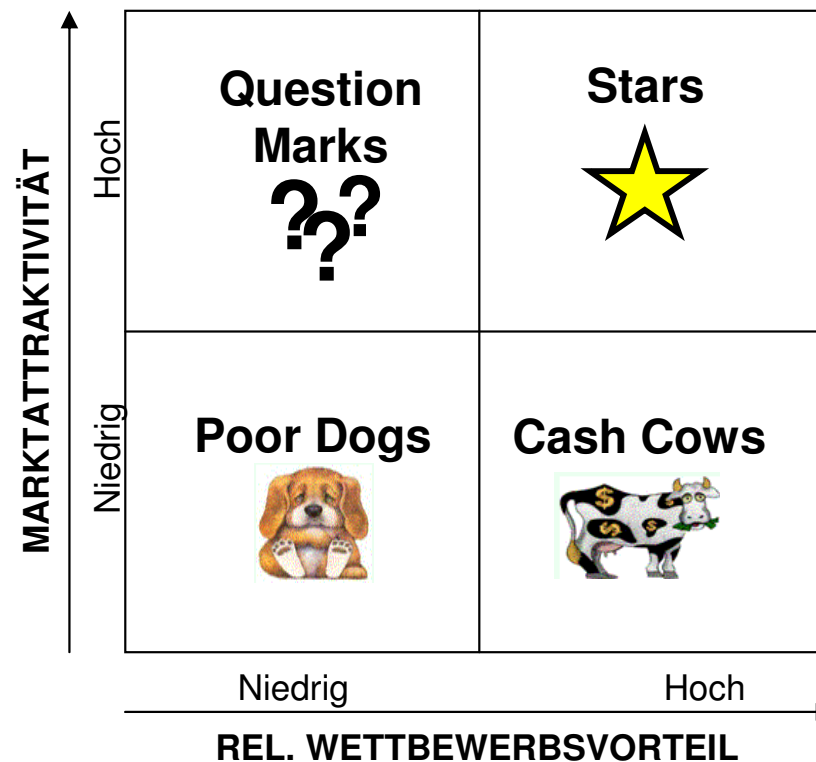 Question
Marks
???
Stars
Poor Dogs
Cash Cows
$ $ $
MARKTATTRAKTIVITÄT
Hoch
Niedrig
Niedrig
Hoch
REL. WETTBEWERBSVORTEIL